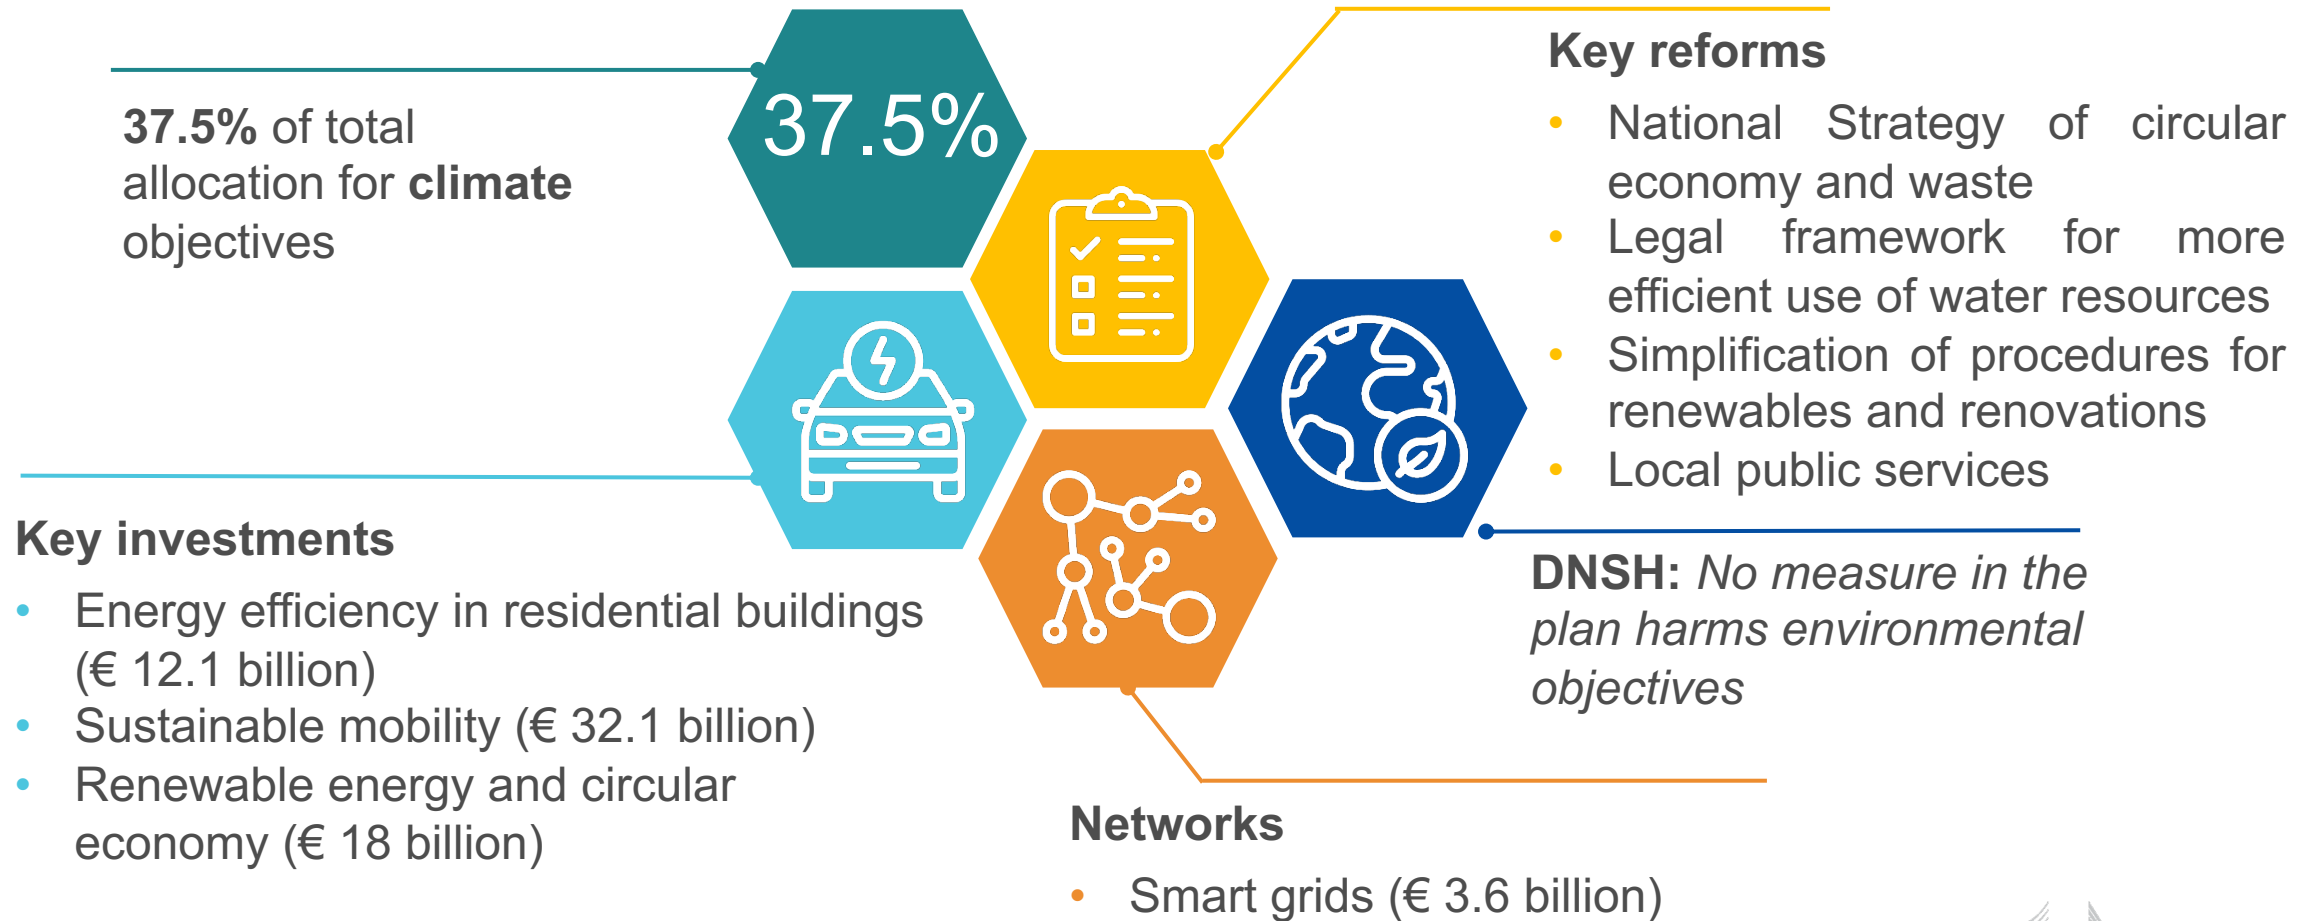 37.5% of total
allocation for climate
objectives
37.5%
Key reforms
• National Strategy of circular
economy and waste
• Legal framework for more
efficient use of water resources
• Simplification of procedures for
renewables and renovations
• Local public services
Key investments
• Energy efficiency in residential buildings
(€ 12.1 billion)
• Sustainable mobility (€ 32.1 billion)
• Renewable energy and circular
economy (€ 18 billion)
DNSH: No measure in the
plan harms environmental
objectives
Networks
• Smart grids (€ 3.6 billion)